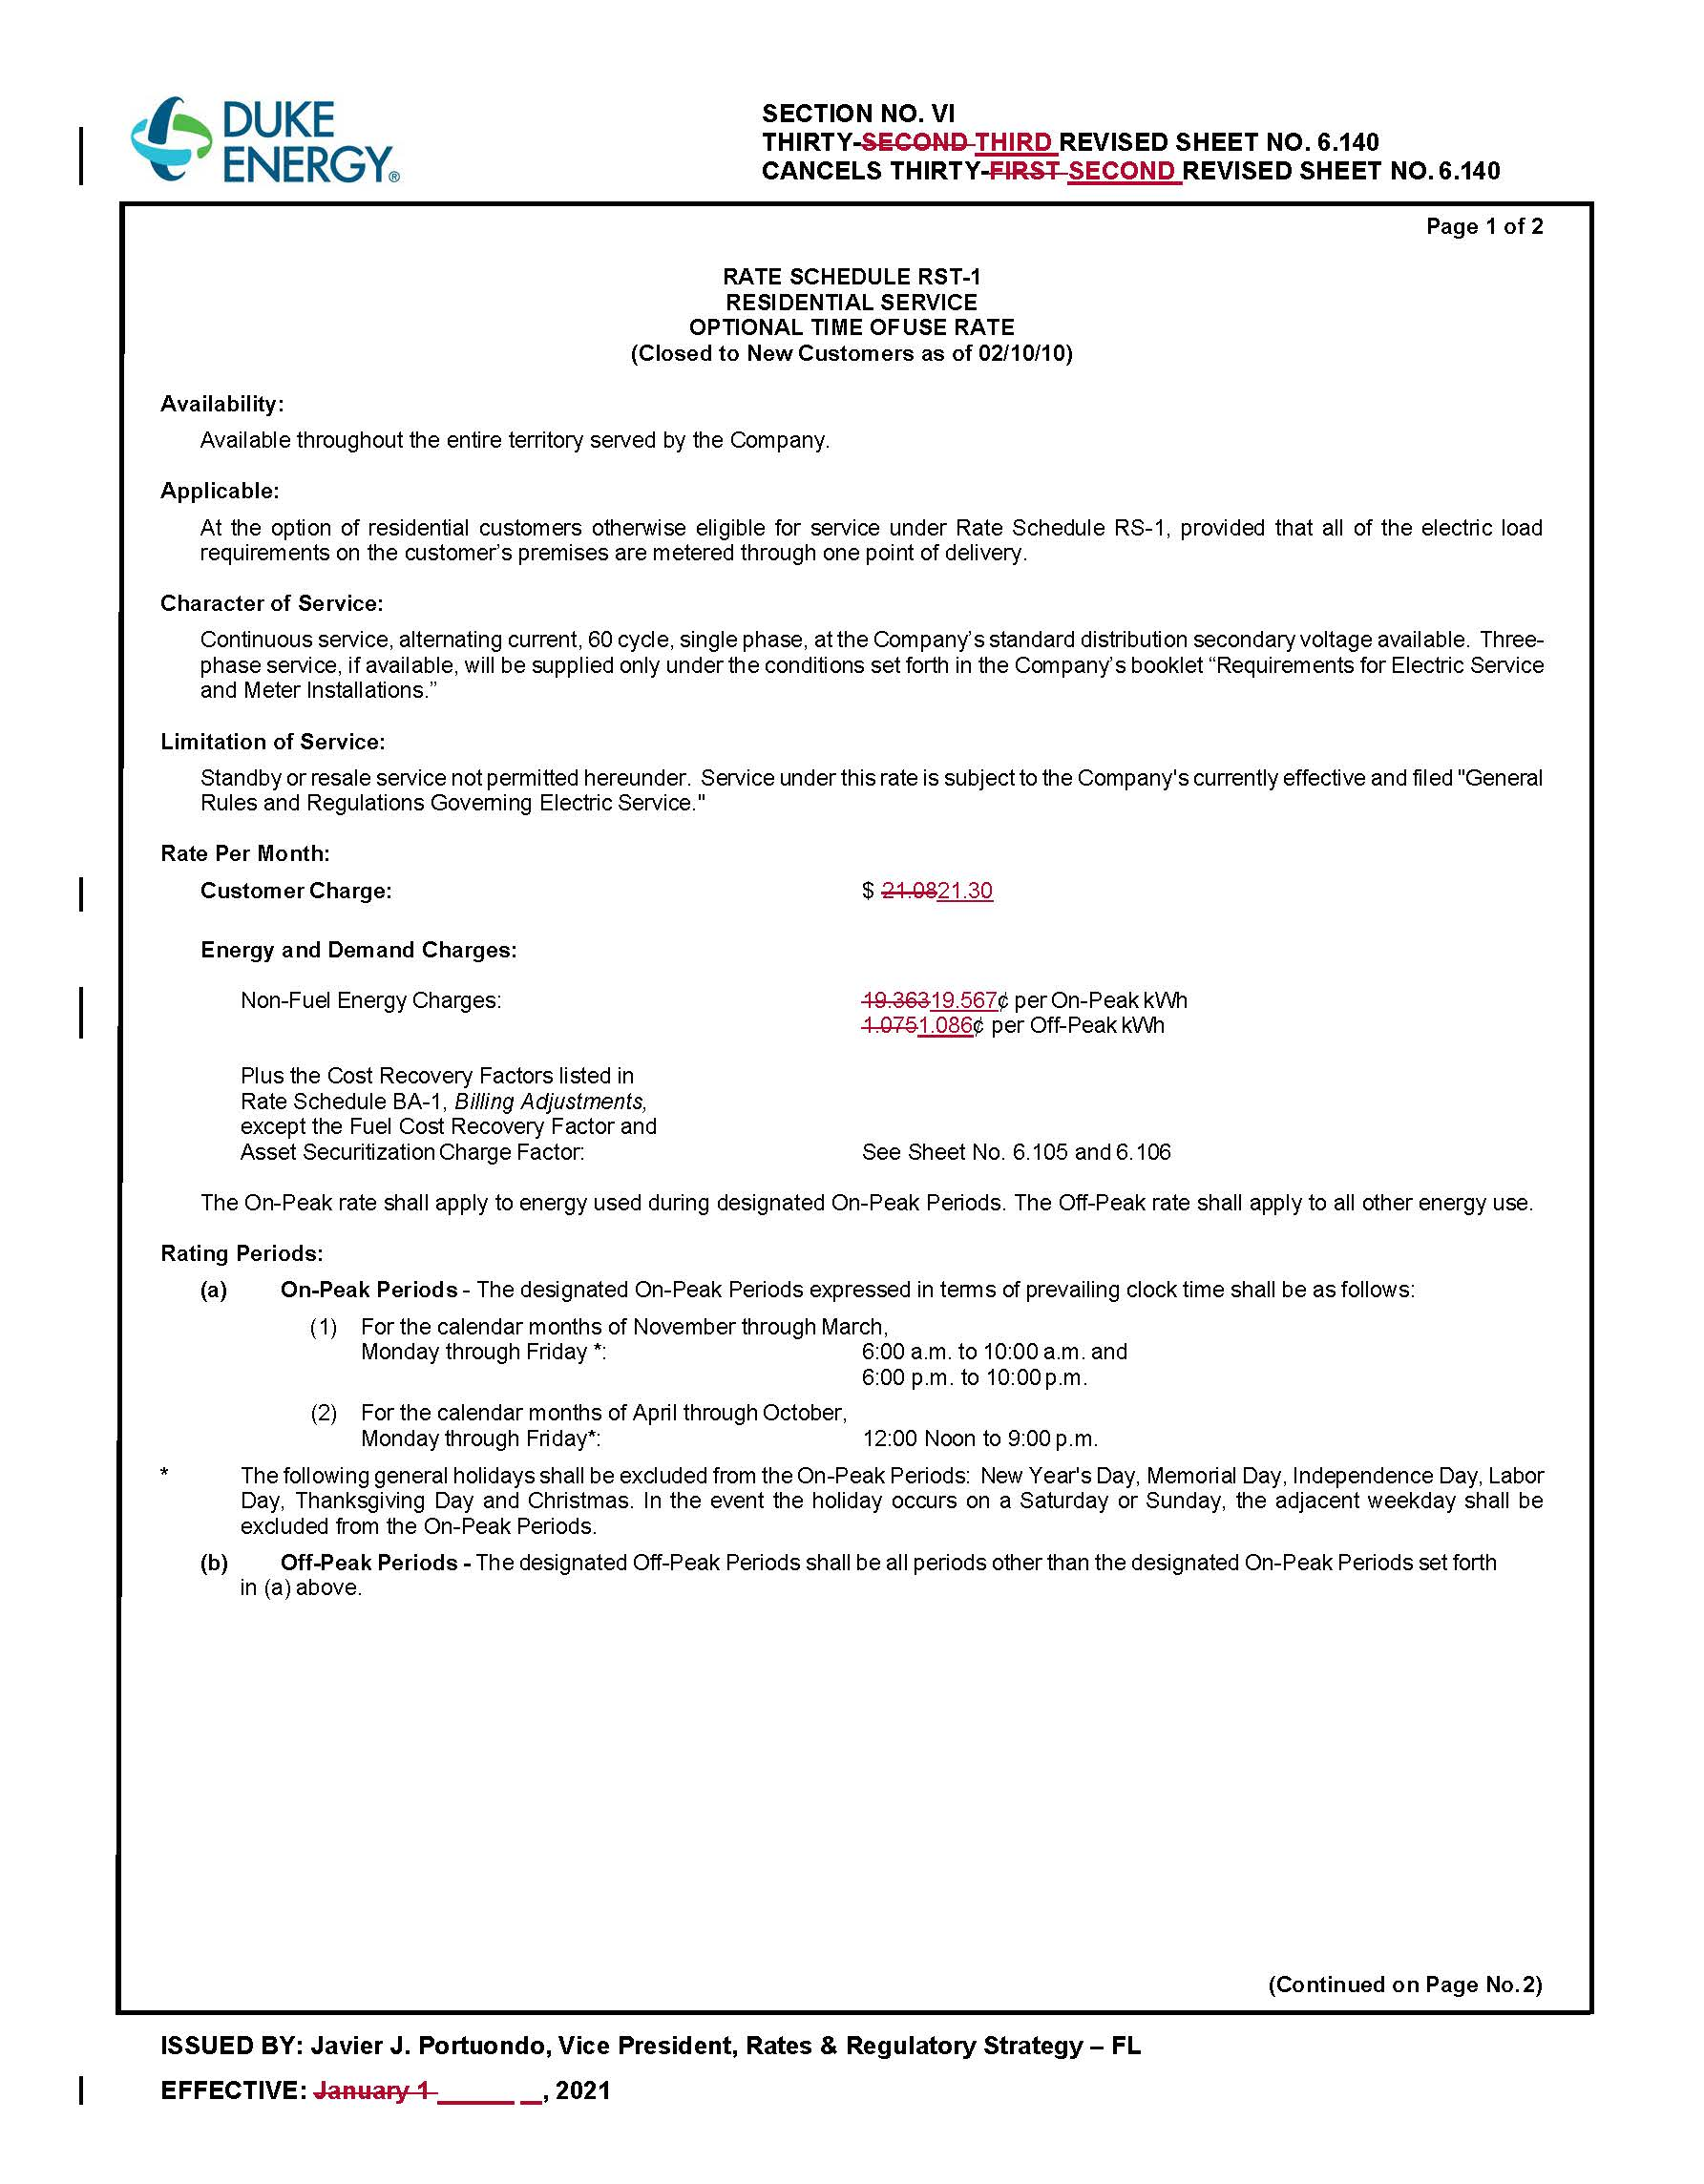 DUKE
ENERGY®
SECTION NO. VI
THIRTY-SECOND THIRD REVISED SHEET NO. 6.140
CANCELS THIRTY-FIRST SECOND REVISED SHEET NO. 6.140
Page 1 of 2
RATE SCHEDULE RST-1
RESIDENTIAL SERVICE
OPTIONAL TIME OF USE RATE
(Closed to New Customers as of 02/10/10)
Availability:
Available throughout the entire territory served by the Company.
Applicable:
At the option of residential customers otherwise eligible for service under Rate Schedule RS-1, provided that all of the electric load
requirements on the customer’s premises are metered through one point of delivery.
Character of Service:
Continuous service, alternating current, 60 cycle, single phase, at the Company’s standard distribution secondary voltage available. Three-
phase service, if available, will be supplied only under the conditions set forth in the Company’s booklet “Requirements for Electric Service
and Meter Installations.”
Limitation of Service:
Standby or resale service not permitted hereunder. Service under this rate is subject to the Company's currently effective and filed "General
Rules and Regulations Governing Electric Service."
Rate Per Month:
Customer Charge: $ 21.0821.30
Energy and Demand Charges:
Non-Fuel Energy Charges: 19.36319.567¢ per On-Peak kWh
1.0751.086¢ per Off-Peak kWh
Plus the Cost Recovery Factors listed in
Rate Schedule BA-1, Billing Adjustments,
except the Fuel Cost Recovery Factor and
Asset Securitization Charge Factor: See Sheet No. 6.105 and 6.106
The On-Peak rate shall apply to energy used during designated On-Peak Periods. The Off-Peak rate shall apply to all other energy use.
Rating Periods:
(a) On-Peak Periods - The designated On-Peak Periods expressed in terms of prevailing clock time shall be as follows:
(1) For the calendar months of November through March,
Monday through Friday *: 6:00 a.m. to 10:00 a.m. and
6:00 p.m. to 10:00 p.m.
(2) For the calendar months of April through October,
Monday through Friday*: 12:00 Noon to 9:00 p.m.
* The following general holidays shall be excluded from the On-Peak Periods: New Year's Day, Memorial Day, Independence Day, Labor
Day, Thanksgiving Day and Christmas. In the event the holiday occurs on a Saturday or Sunday, the adjacent weekday shall be
excluded from the On-Peak Periods.
(b) Off-Peak Periods - The designated Off-Peak Periods shall be all periods other than the designated On-Peak Periods set forth
in (a) above.
(Continued on Page No. 2)
ISSUED BY: Javier J. Portuondo, Vice President, Rates & Regulatory Strategy – FL
EFFECTIVE: January 1 _____ _, 2021